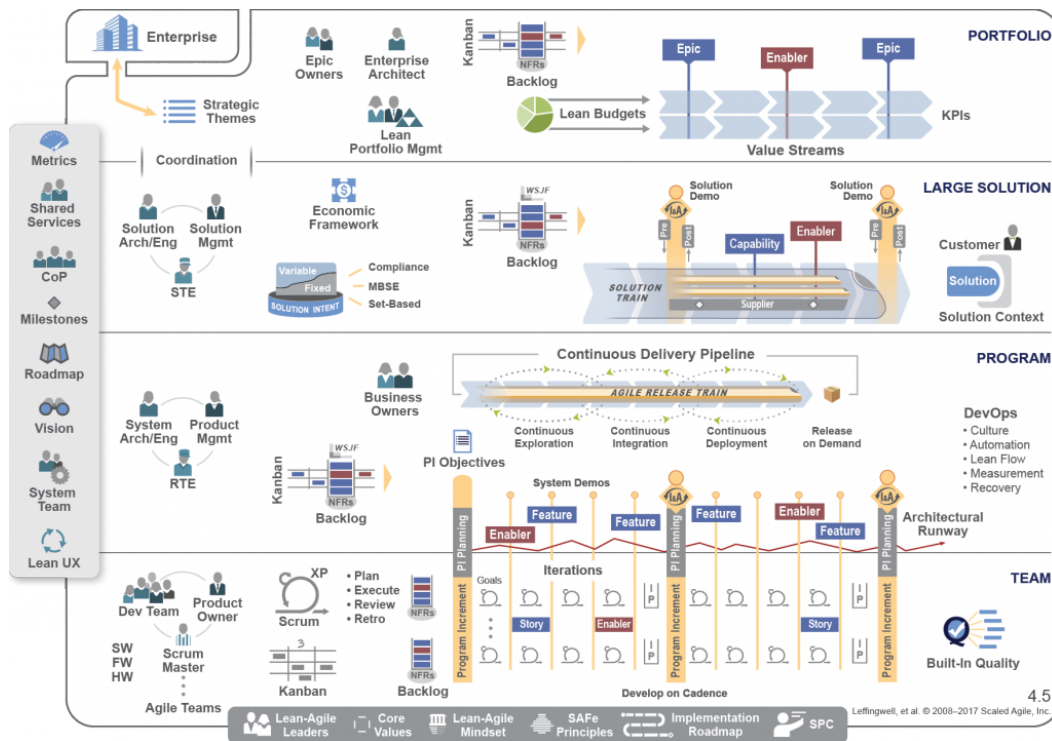 Enterprise
Strategic
Themes
Epic
Owners
Enterprise
Architect
Lean
Portfolio Mgmt
Kanban
NFRs
Backlog
Lean Budgets
Epic
Enabler
Epic
KPIs
Value Streams
PORTFOLIO
Metrics
Shared
Services
CoP
Milestones
Roadmap
Vision
System
Team
Lean UX
Coordination
Solution
Arch/Eng
Solution
Mgmt
STE
Economic
Framework
Variable
Fixed
SOLUTION INTENT
Compliance
MBSE
Set-Based
Kanban
WSJF
NFRs
Backlog
Solution
Demo
I&A
Pre
Post
Capability
Enabler
Solution
Demo
I&A
Pre
Post
SOLUTION
TRAIN
Supplier
LARGE SOLUTION
Customer
Solution
Solution Context
System
Arch/Eng
Product
Mgmt
RTE
Business
Owners
Continuous Delivery Pipeline
AGILE RELEASE TRAIN
Continuous
Exploration
Continuous
Integration
Continuous
Deployment
Release
on Demand
PROGRAM
DevOps
• Culture
• Automation
• Lean Flow
• Measurement
• Recovery
Kanban
WSJF
NFRs
Backlog
PI Objectives
System Demos
PI Planning
Enabler
Feature
Feature
I&A
PI Planning
Feature
Enabler
Feature
I&A
PI Planning
Architectural
Runway
TEAM
Dev Team
Product
Owner
Scrum
Master
SW
FW
HW
Agile Teams
XP
Scrum
• Plan
• Execute
• Review
• Retro
NFRs
3
Kanban
NFRs
Backlog
Program Increment
Iterations
Goals
Story
Enabler
I
P
I
P
Program Increment
Story
I
P
I
P
Program Increment
Develop on Cadence
Built-In Quality
4.5
Leffingwell, et al. © 2008–2017 Scaled Agile, Inc.
Lean-Agile
Leaders
Core
Values
Lean-Agile
Mindset
SAFe
Principles
Implementation
Roadmap
SPC